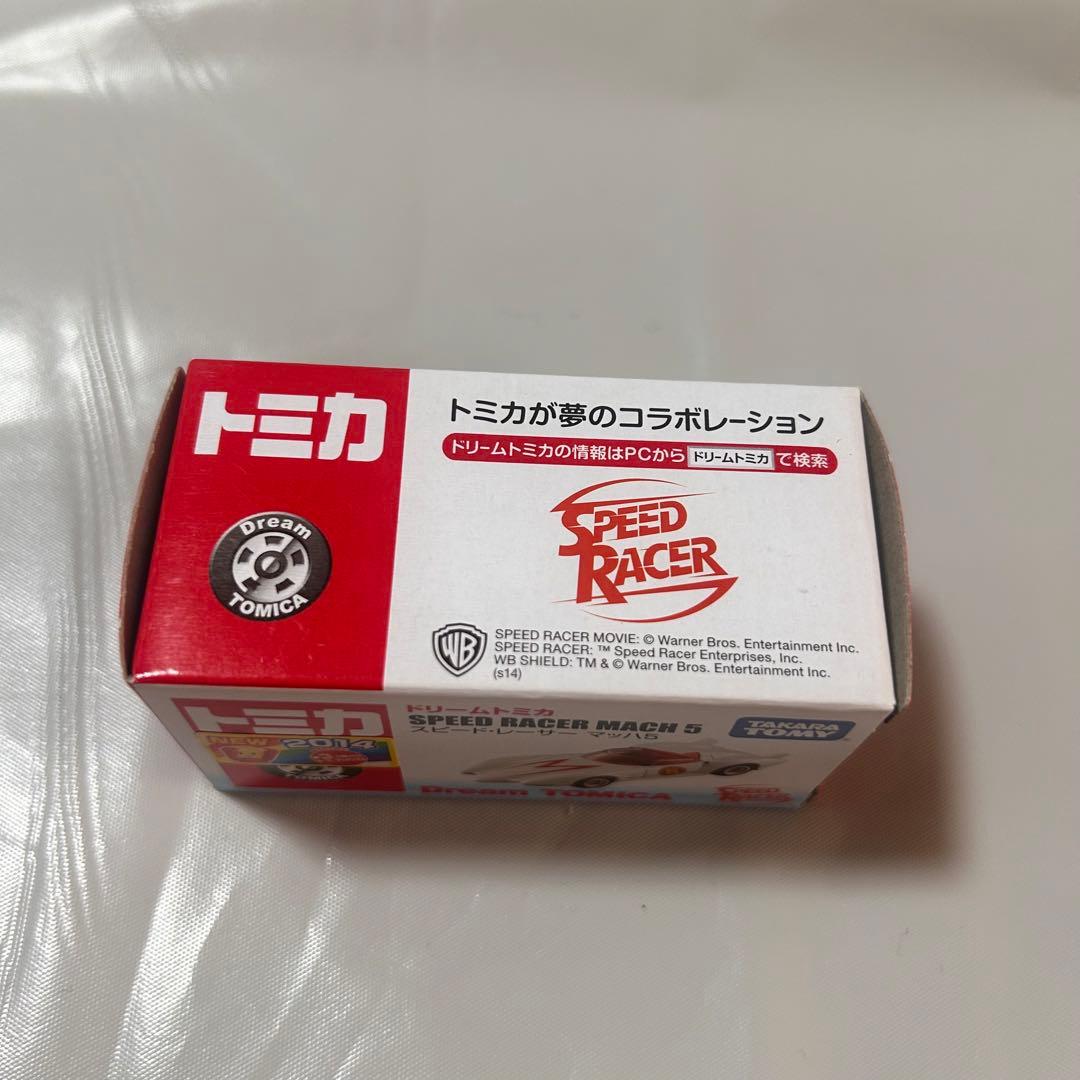 トミカ
Dream
TOMICA
トミカが夢のコラボレーション
ドリームトミカの情報はPCから ドリームトミカ で検索
SPEED
RACER
WB
SPEED RACER MOVIE: © Warner Bros. Entertainment Inc.
SPEED RACER: ™ Speed Racer Enterprises, Inc.
WB SHIELD: TM & © Warner Bros. Entertainment Inc.
(s14)
トミカ
NEW
2014
TOMICA
ドリームトミカ
SPEED RACER MACH 5
スピード・レーサー マッハ5
TAKARA
TOMY
Dream TOMICA
SPEED
RACER